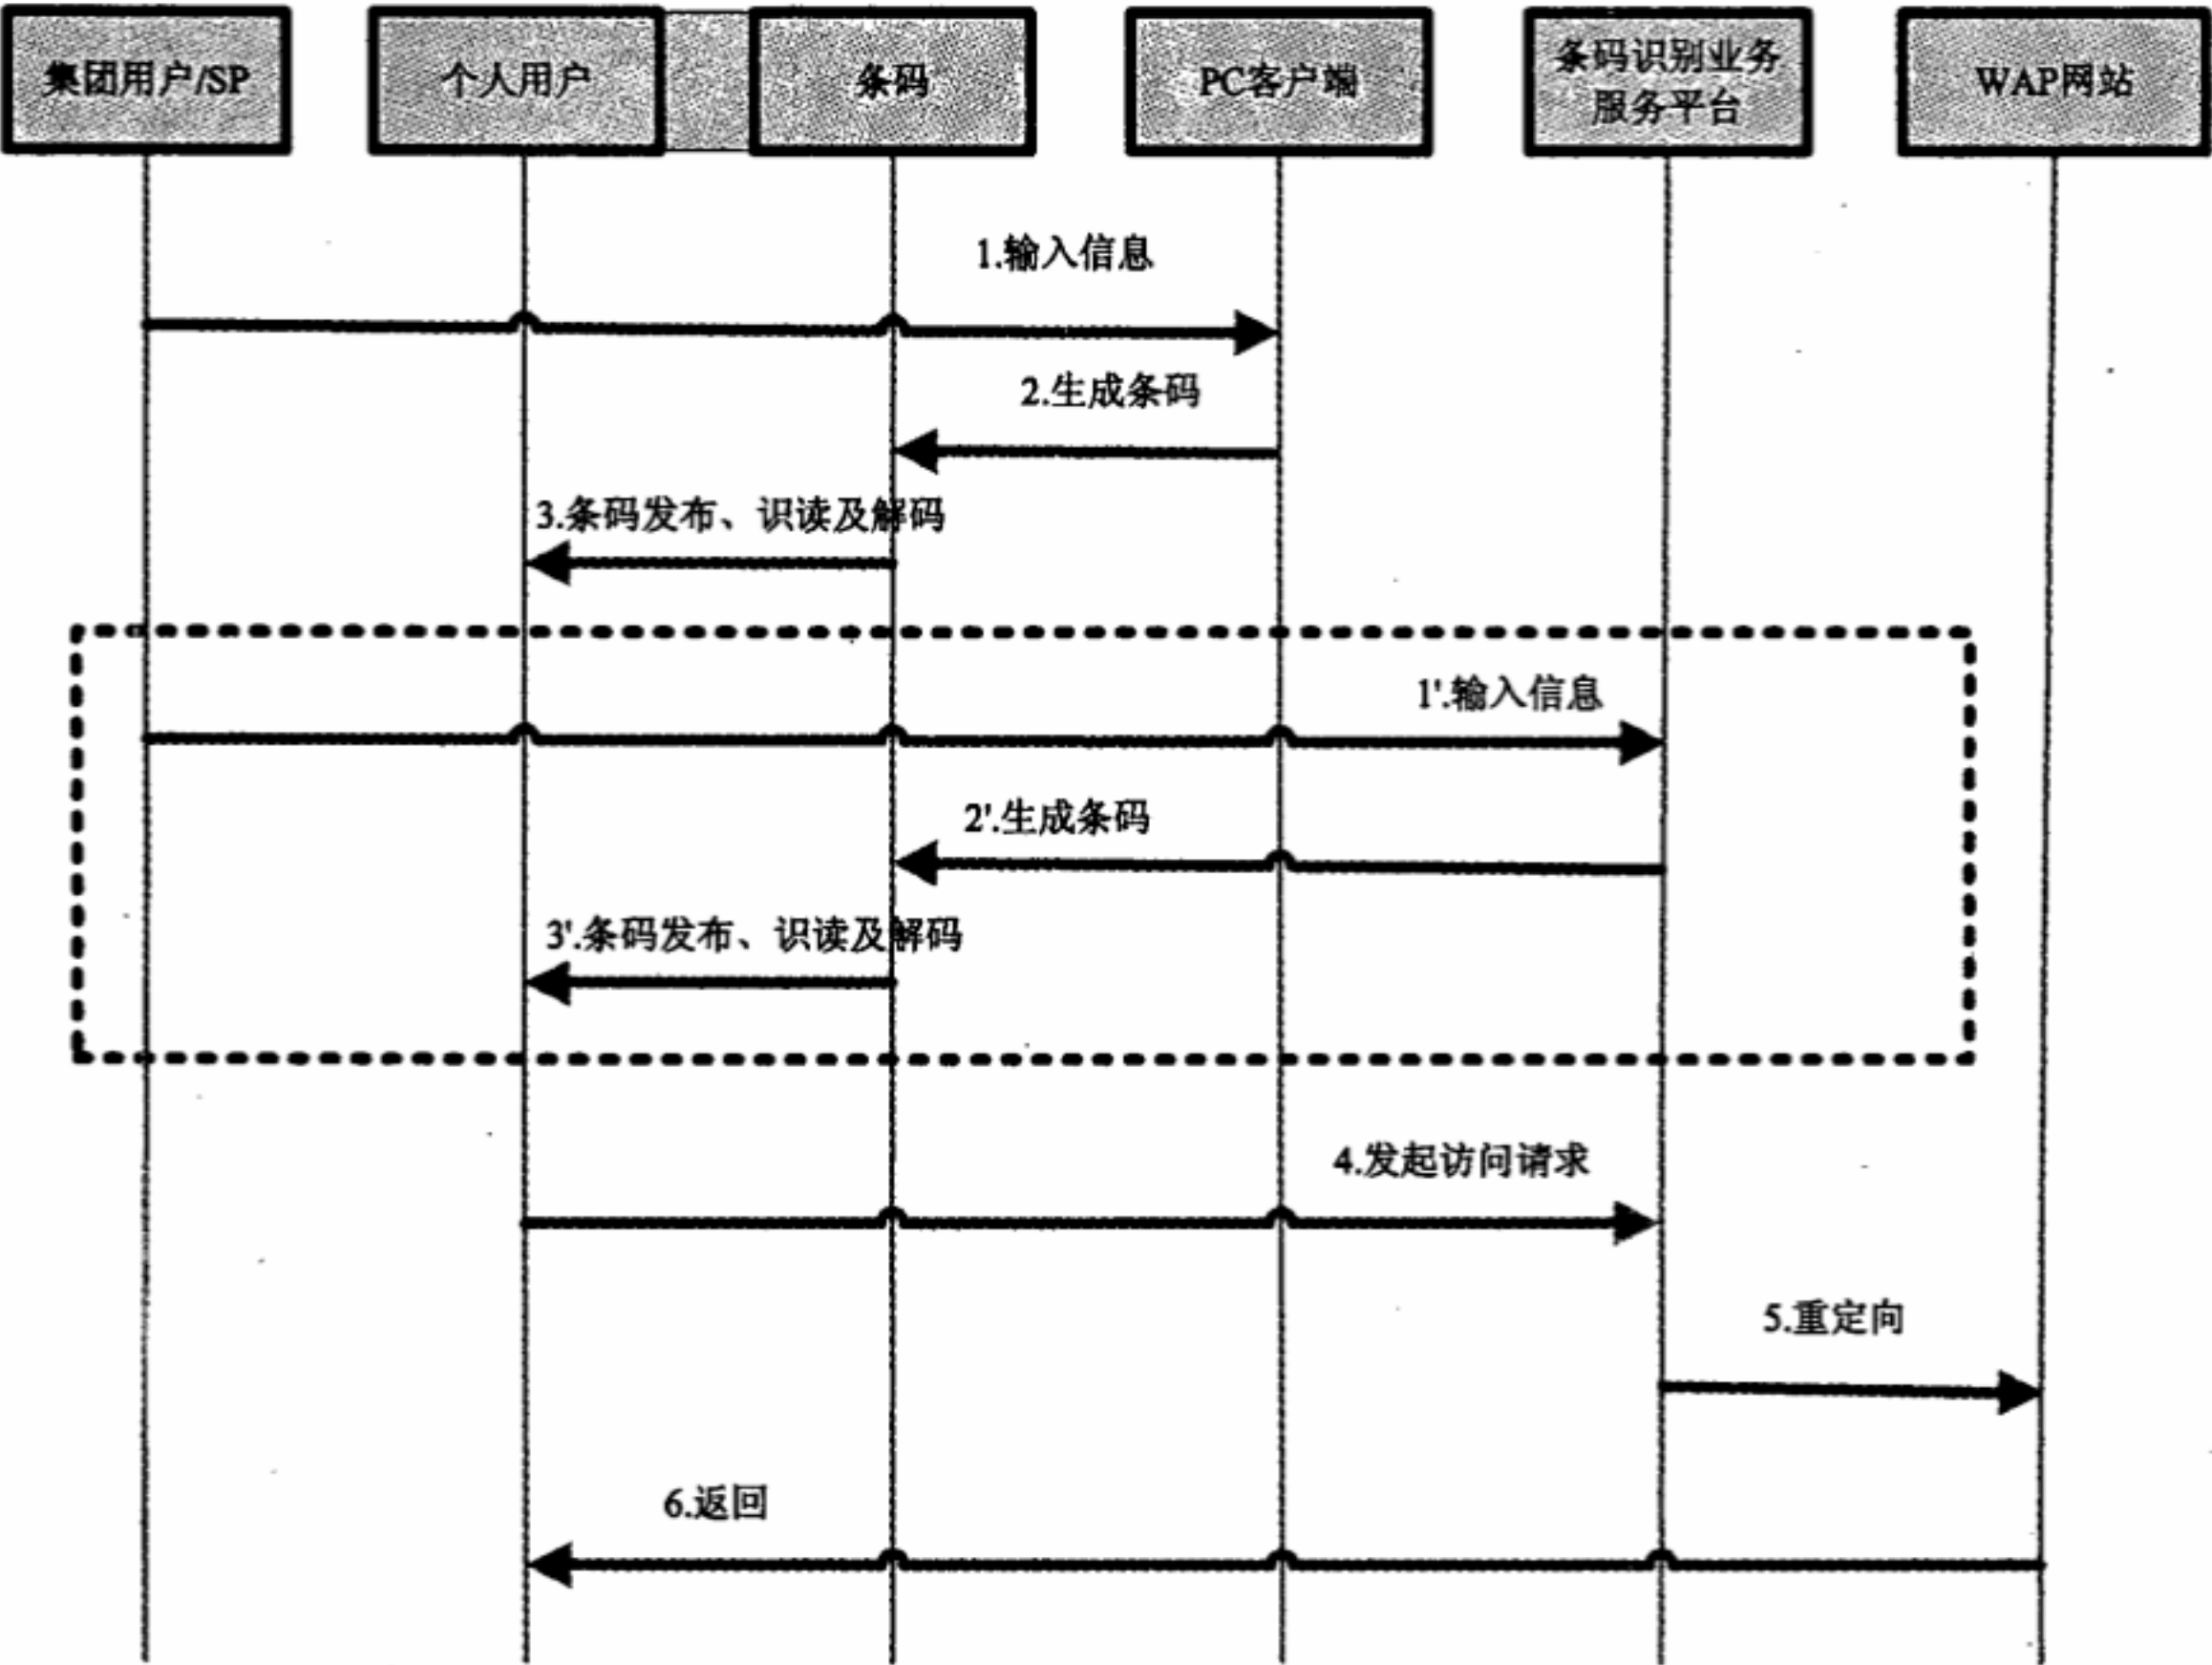 集团用户/SP
个人用户
条码
PC客户端
条码识别业务
服务平台
WAP网站
1.输入信息
2.生成条码
3.条码发布、识读及解码
1'.输入信息
2'.生成条码
3'.条码发布、识读及解码
4.发起访问请求
5.重定向
6.返回